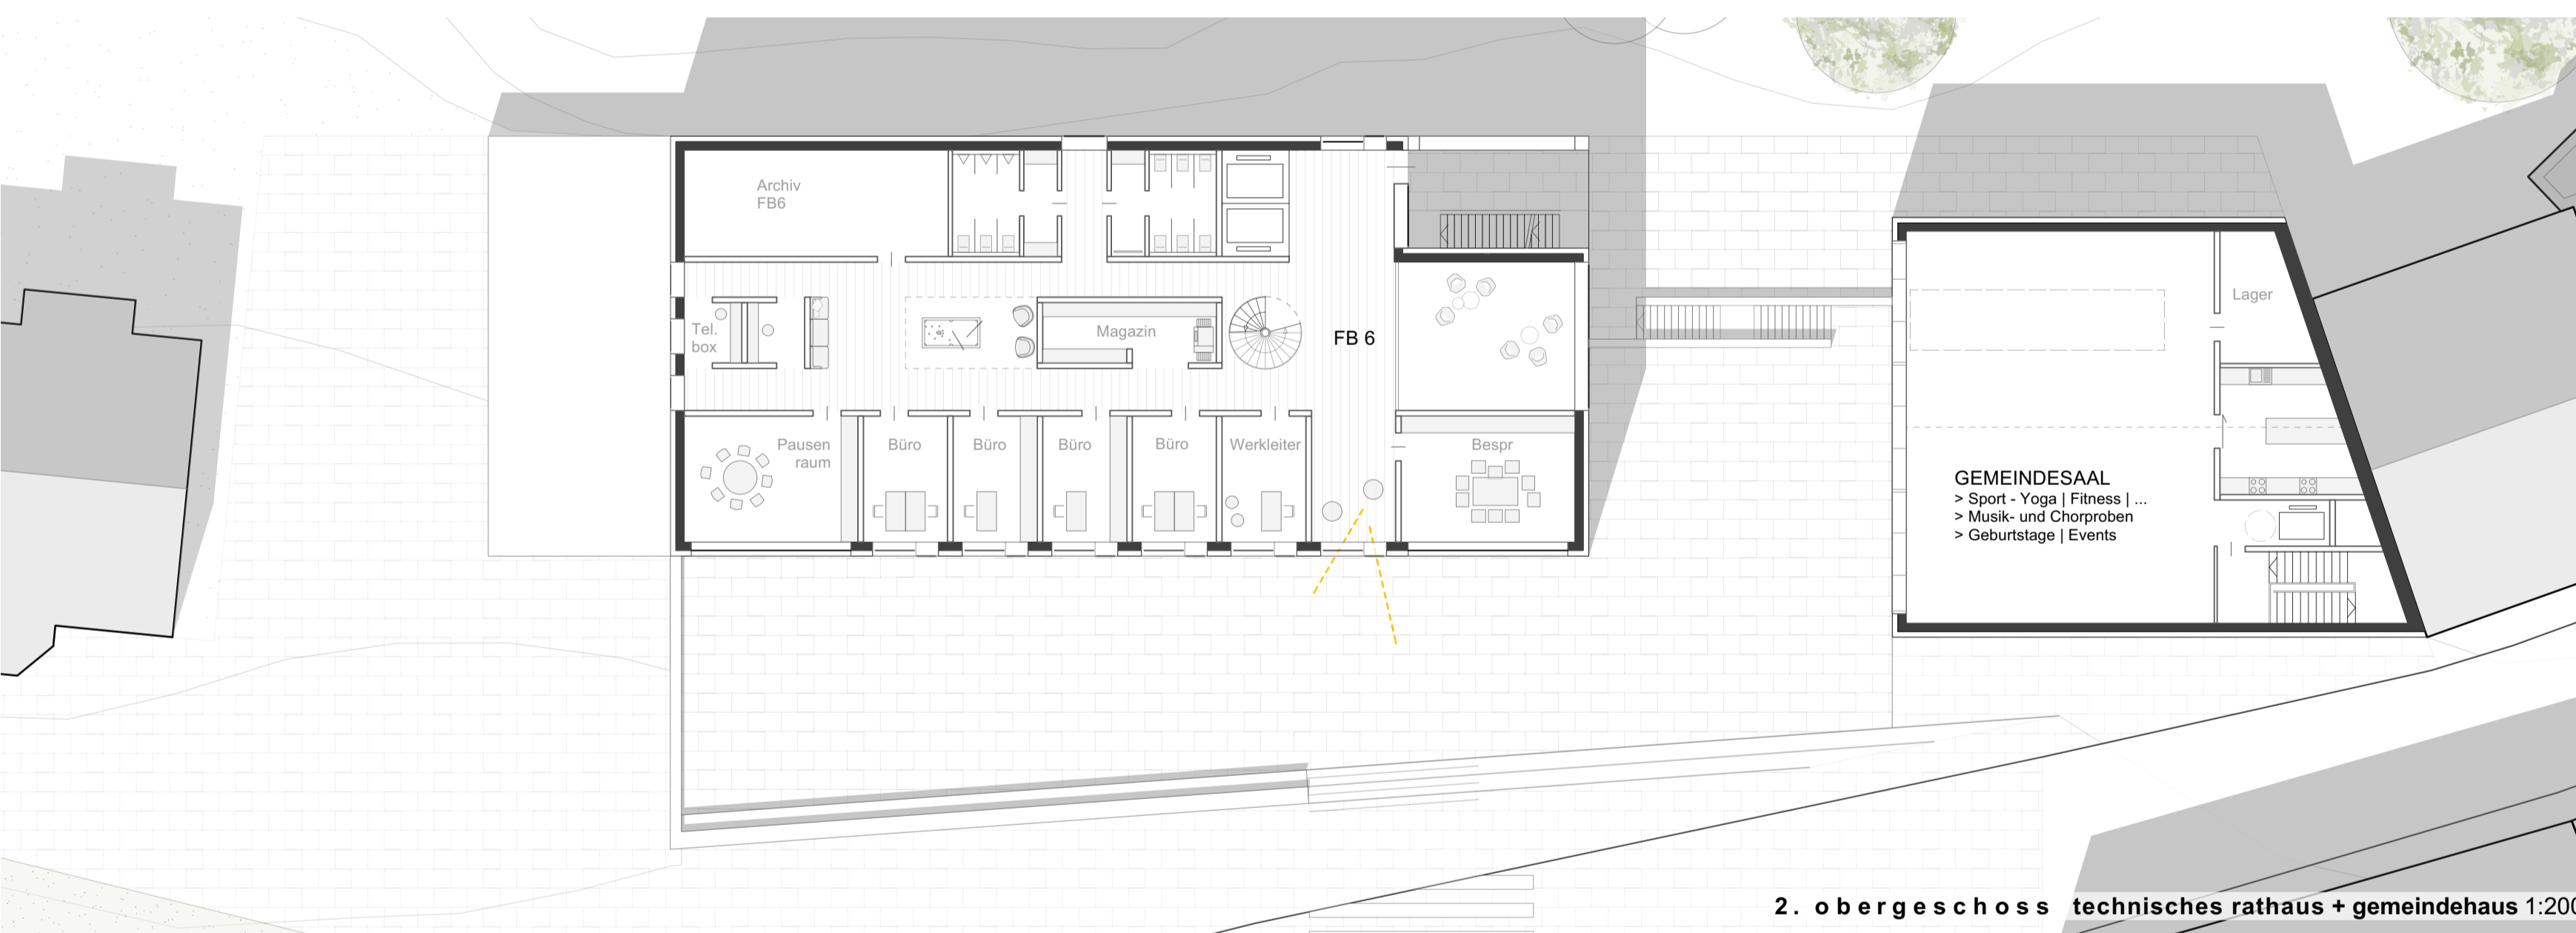 Archiv
FB6
Tel.
box
Magazin
FB 6
Lager
Pausen
raum
Büro
Büro
Büro
Büro
Werkleiter
Bespr
GEMEINDESAAL
> Sport - Yoga | Fitness | ...
> Musik- und Chorproben
> Geburtstage | Events
2. obergeschoss technisches rathaus + gemeindehaus 1:200